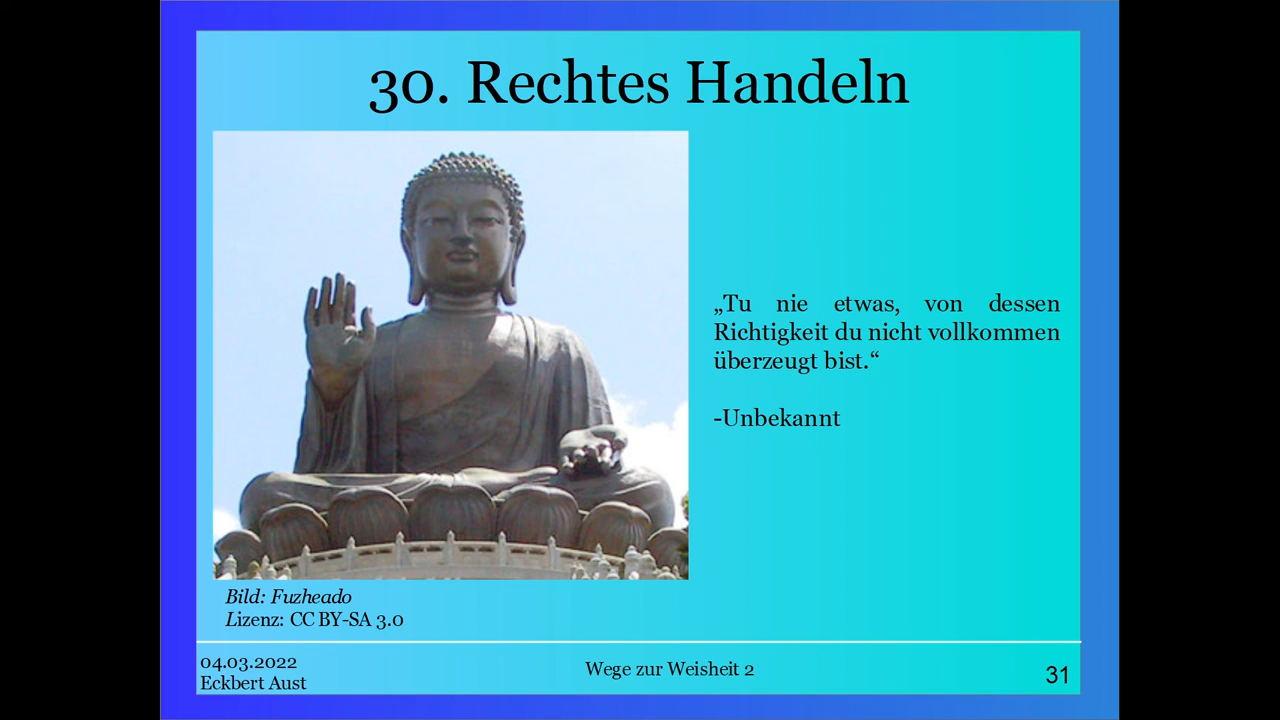 30. Rechtes Handeln
„Tu nie etwas, von dessen
Richtigkeit du nicht vollkommen
überzeugt bist.“
-Unbekannt
Bild: Fuzheado
Lizenz: CC BY-SA 3.0
04.03.2022
Eckbert Aust
Wege zur Weisheit 2
31